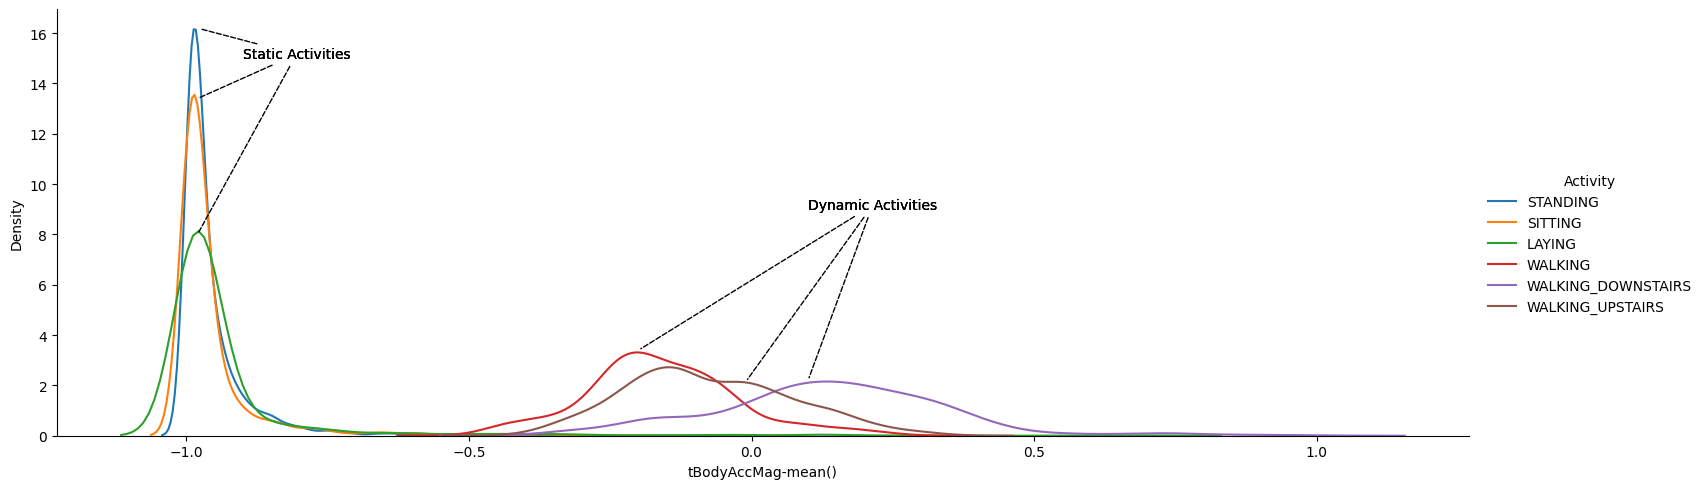 16
14
12
10
8
6
4
2
0
Density
Static Activities
Dynamic Activities
−1.0
−0.5
0.0
0.5
1.0
tBodyAccMag-mean()
Activity
STANDING
SITTING
LAYING
WALKING
WALKING_DOWNSTAIRS
WALKING_UPSTAIRS